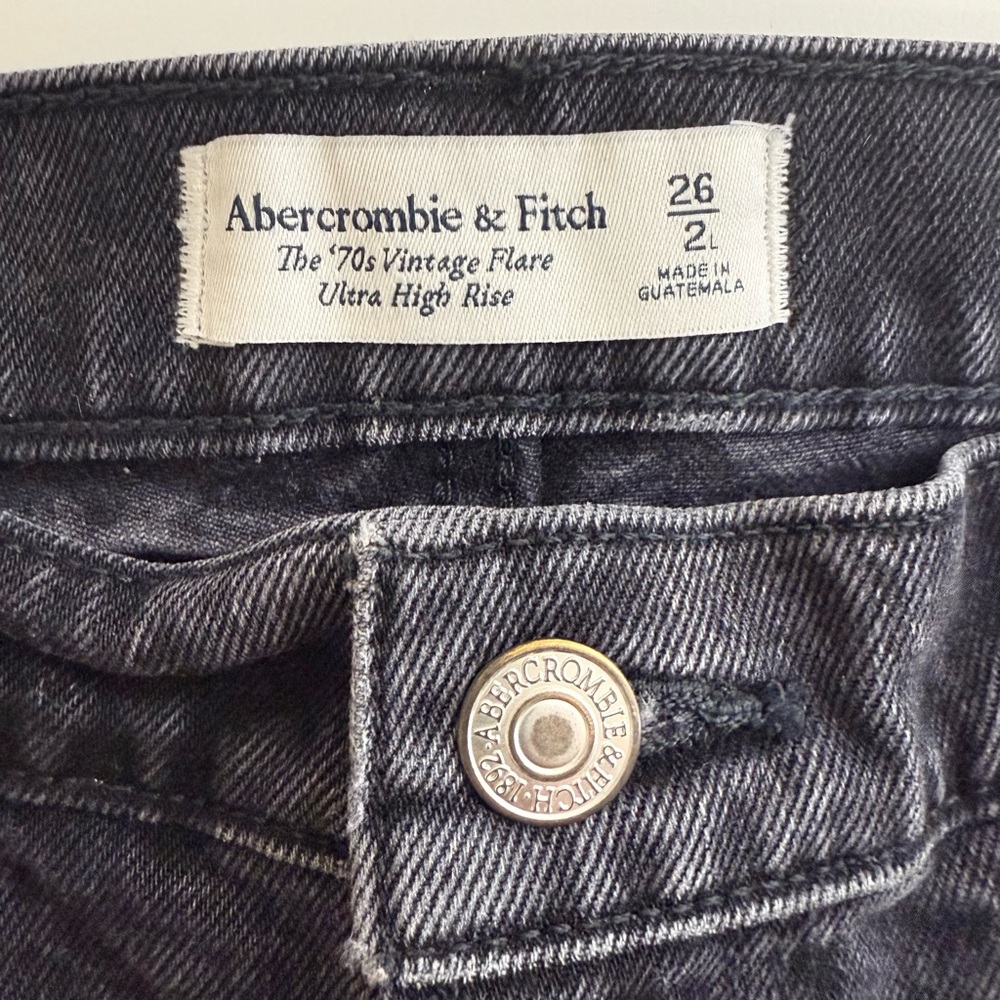 Abercrombie & Fitch
The '70s Vintage Flare
Ultra High Rise
26
2L
MADE IN
GUATEMALA
ABERCROMBIE & FITCH · 1892 ·